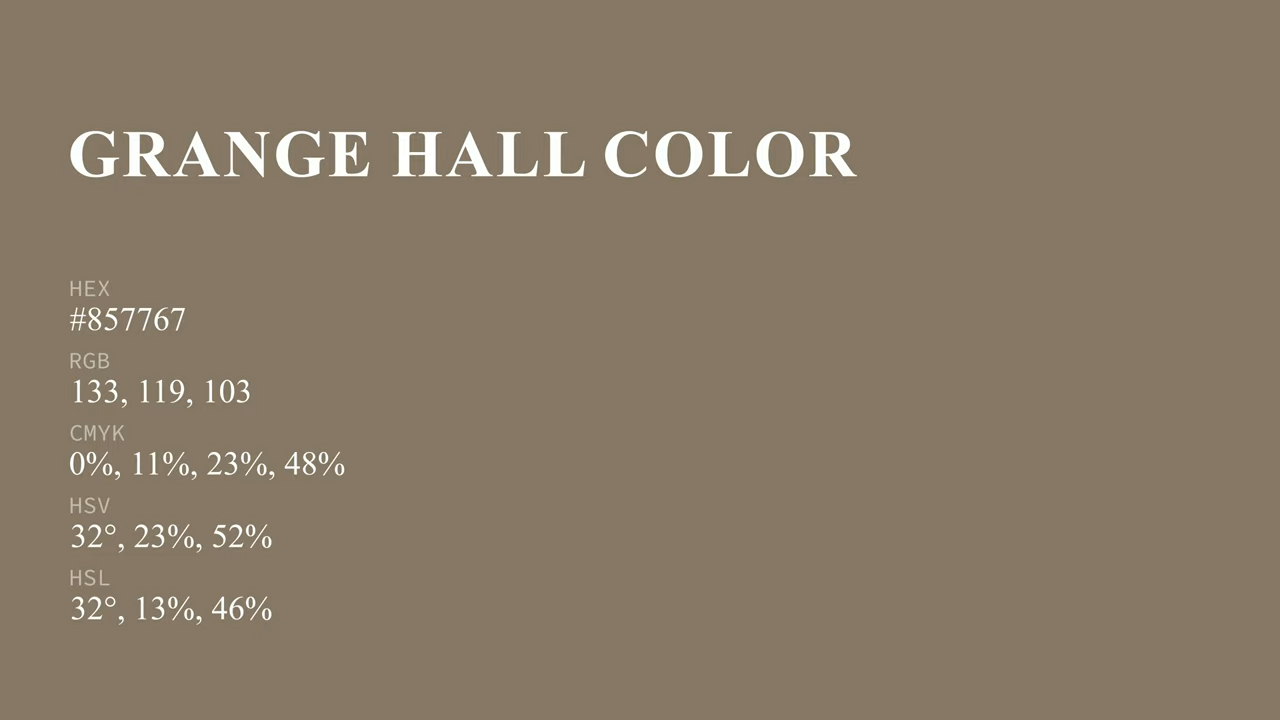 GRANGE HALL COLOR
HEX
#857767
RGB
133, 119, 103
CMYK
0%, 11%, 23%, 48%
HSV
32°, 23%, 52%
HSL
32°, 13%, 46%